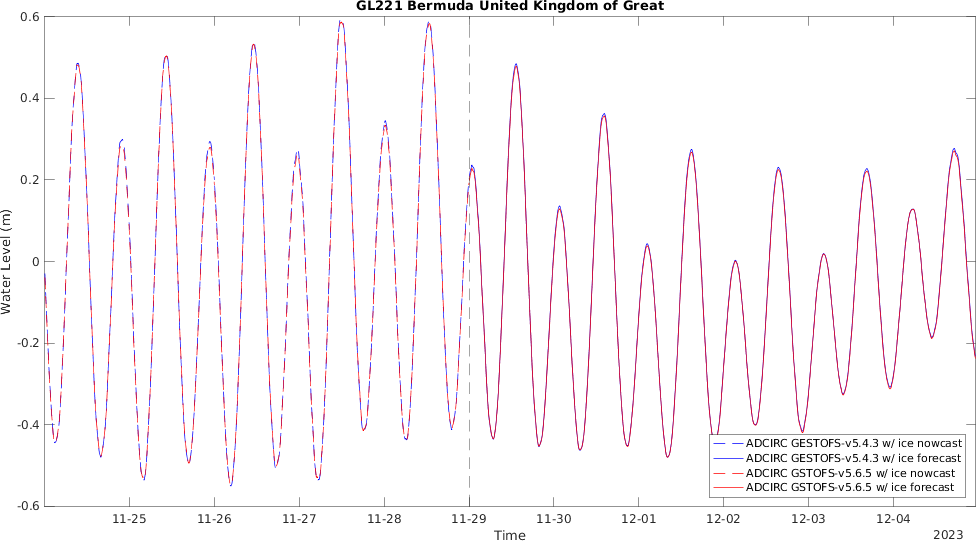 GL221 Bermuda United Kingdom of Great
0.6
0.4
0.2
0
-0.2
-0.4
-0.6
Water Level (m)
11-25
11-26
11-27
11-28
11-29
11-30
12-01
12-02
12-03
12-04
Time
2023
ADCIRC GESTOFS-v5.4.3 w/ ice nowcast
ADCIRC GESTOFS-v5.4.3 w/ ice forecast
ADCIRC GSTOFS-v5.6.5 w/ ice nowcast
ADCIRC GSTOFS-v5.6.5 w/ ice forecast